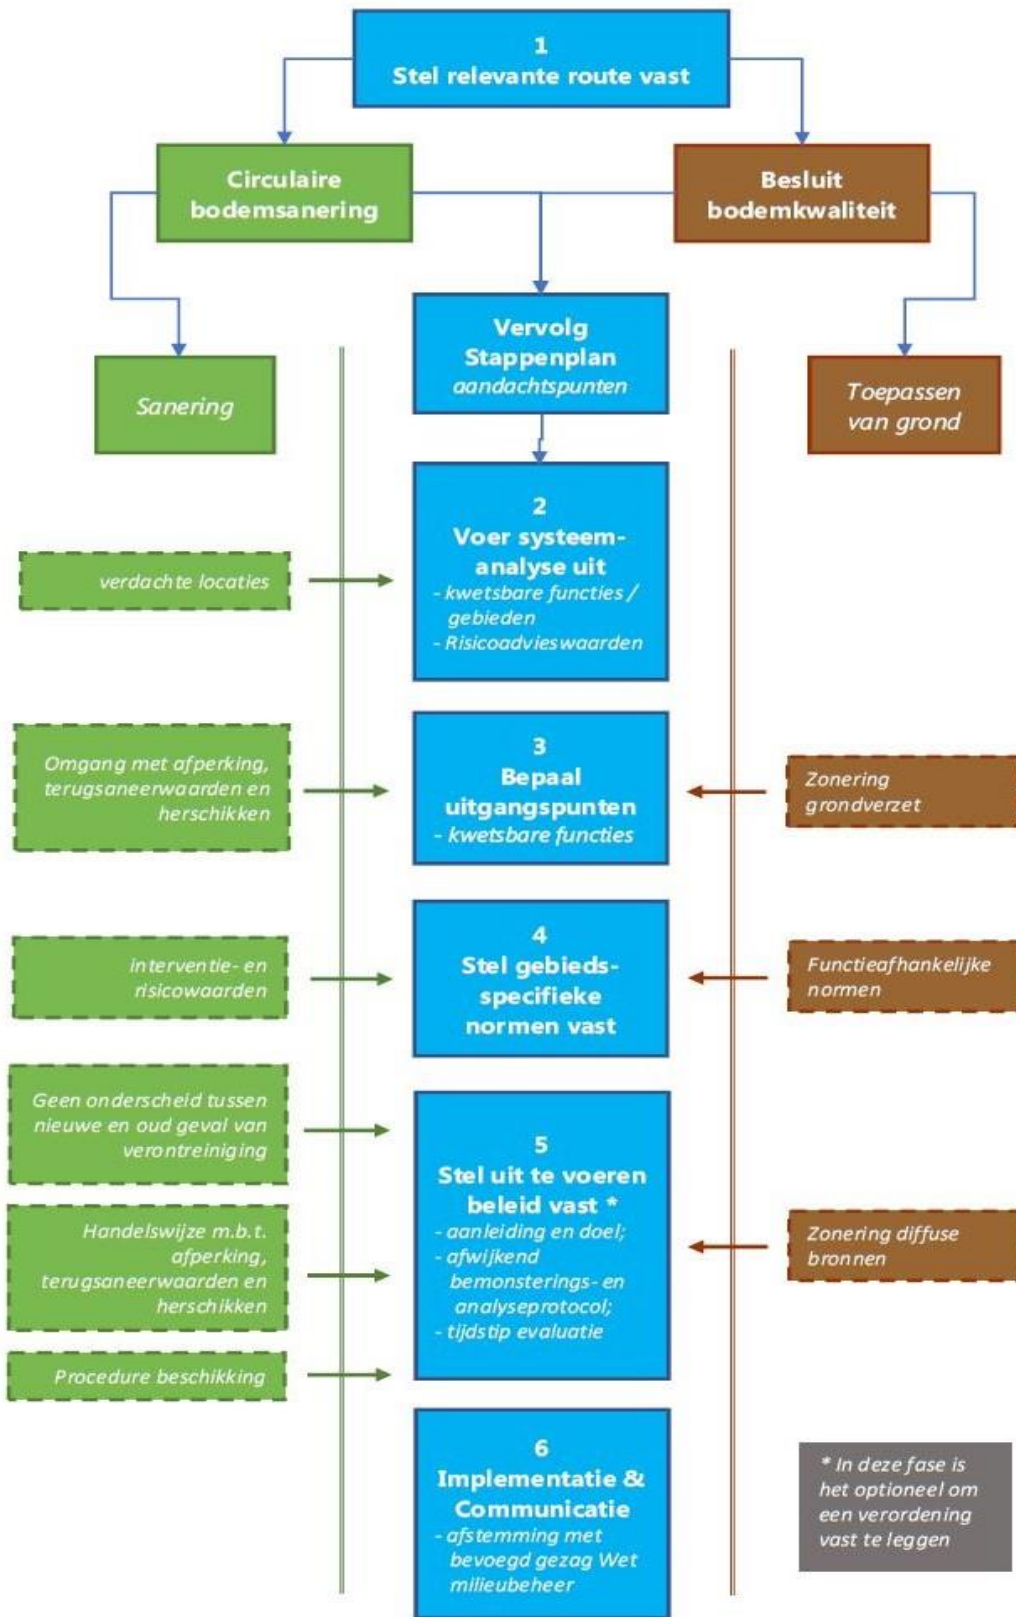 1
Stel relevante route vast
Circulaire
bodemsanering
Besluit
bodemkwaliteit
Vervolg
Stappenplan
aandachtspunten
Sanering
Toepassen
van grond
2
Voer systeem-
analyse uit
- kwetsbare functies /
gebieden
- Risicoadvieswaarden
verdachte locaties
3
Bepaal
uitgangspunten
- kwetsbare functies
Omgang met afperking,
terugsaneerwaarden en
herschikken
Zonering
grondverzet
4
Stel gebieds-
specifieke
normen vast
interventie- en
risicowaarden
Functieafhankelijke
normen
Geen onderscheid tussen
nieuwe en oud geval van
verontreiniging
5
Stel uit te voeren
beleid vast *
- aanleiding en doel;
- afwijkend
bemonsterings- en
analyseprotocol;
- tijdstip evaluatie
Handelswijze m.b.t.
afperking,
terugsaneerwaarden en
herschikken
Zonering diffuse
bronnen
Procedure beschikking
6
Implementatie &
Communicatie
- afstemming met
bevoegd gezag Wet
milieubeheer
* In deze fase is
het optioneel om
een verordening
vast te leggen